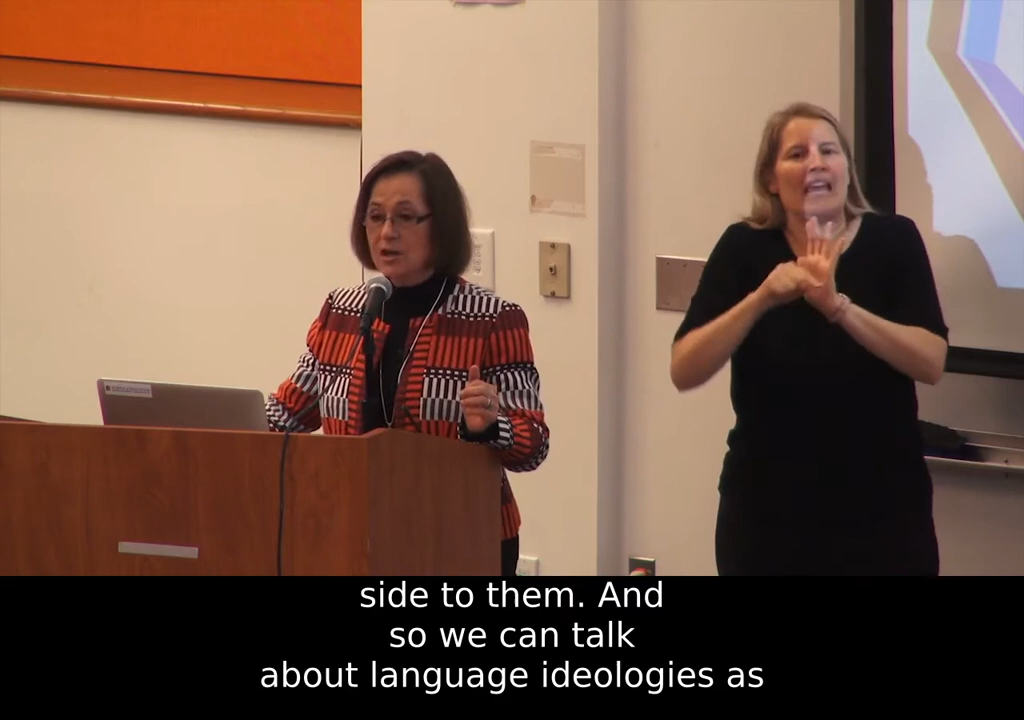 side to them. And
so we can talk
about language ideologies as